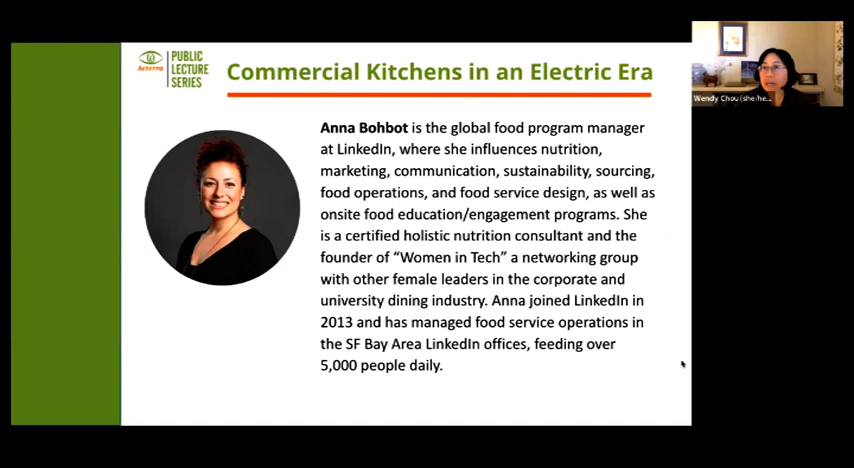 Acterra
PUBLIC
LECTURE
SERIES
Commercial Kitchens in an Electric Era
Anna Bohbot is the global food program manager
at LinkedIn, where she influences nutrition,
marketing, communication, sustainability, sourcing,
food operations, and food service design, as well as
onsite food education/engagement programs. She
is a certified holistic nutrition consultant and the
founder of “Women in Tech” a networking group
with other female leaders in the corporate and
university dining industry. Anna joined LinkedIn in
2013 and has managed food service operations in
the SF Bay Area LinkedIn offices, feeding over
5,000 people daily.
Wendy Chou (she/he...